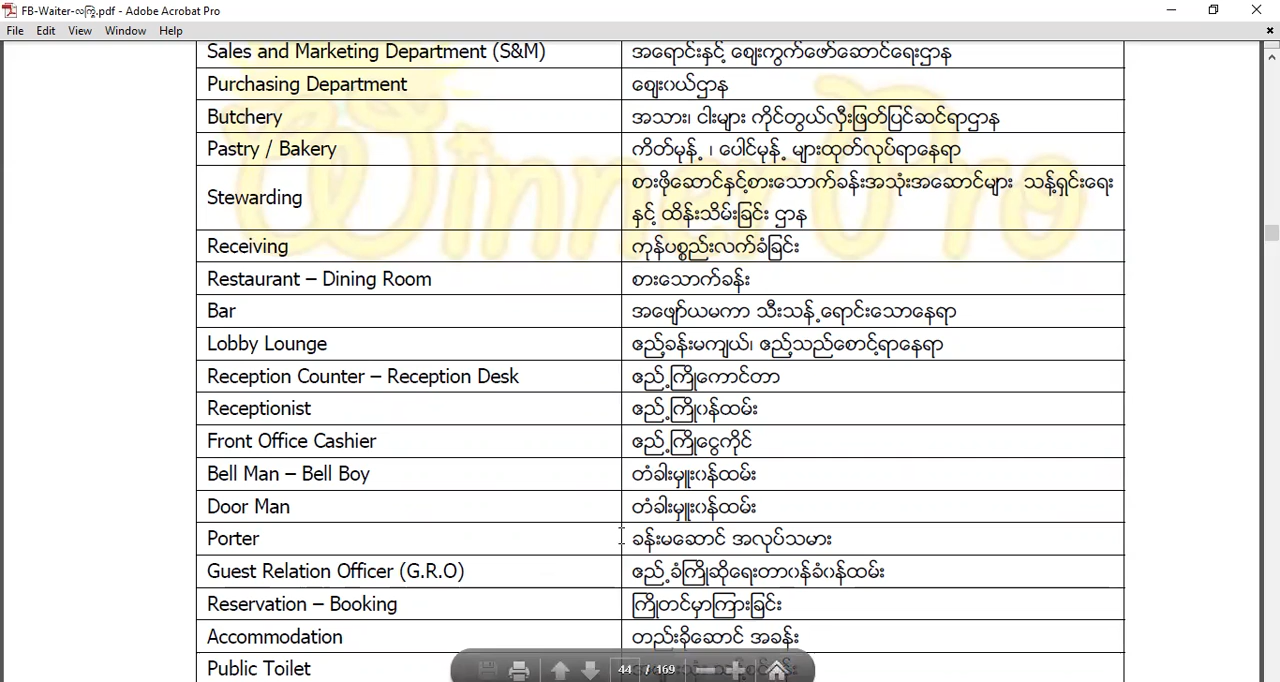 FB-Waiter-လကြွ.pdf - Adobe Acrobat Pro
File Edit View Window Help
Sales and Marketing Department (S&M) အရောင်းနှင့် ဈေးကွက်ဖော်ဆောင်ရေးဌာန
Purchasing Department ဈေးဝယ်ဌာန
Butchery အသား၊ ငါးများ ကိုင်တွယ်လှီးဖြတ်ပြင်ဆင်ရာဌာန
Pastry / Bakery ကိတ်မုန့် ၊ ပေါင်မုန့် များထုတ်လုပ်ရာနေရာ
Stewarding စားဖိုဆောင်နှင့်စားသောက်ခန်းအသုံးအဆောင်များ သန့်ရှင်းရေး
နှင့် ထိန်းသိမ်းခြင်း ဌာန
Receiving ကုန်ပစ္စည်းလက်ခံခြင်း
Restaurant – Dining Room စားသောက်ခန်း
Bar အဖျော်ယမကာ သီးသန့်ရောင်းသောနေရာ
Lobby Lounge ဧည့်ခန်းမကျယ်၊ ဧည့်သည်စောင့်ရာနေရာ
Reception Counter – Reception Desk ဧည့်ကြိုကောင်တာ
Receptionist ဧည့်ကြိုဝန်ထမ်း
Front Office Cashier ဧည့်ကြိုငွေကိုင်
Bell Man – Bell Boy တံခါးမှူးဝန်ထမ်း
Door Man တံခါးမှူးဝန်ထမ်း
Porter ခန်းမဆောင် အလုပ်သမား
Guest Relation Officer (G.R.O) ဧည့်ခံကြိုဆိုရေးတာဝန်ခံဝန်ထမ်း
Reservation – Booking ကြိုတင်မှာကြားခြင်း
Accommodation တည်းခိုဆောင် အခန်း
Public Toilet
44 / 169
Winner Pro